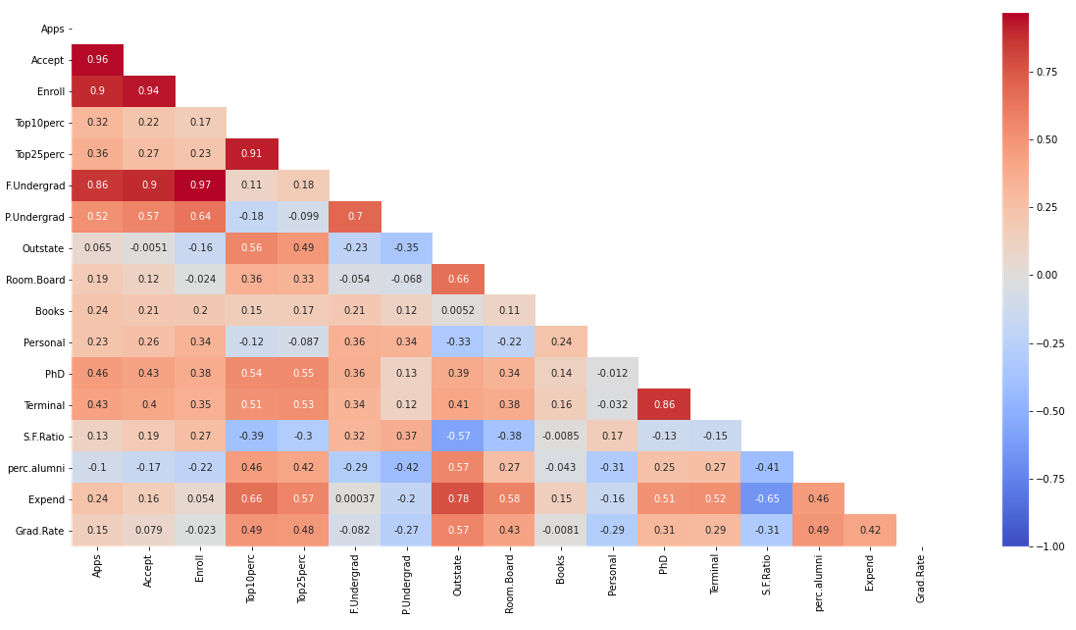 Apps
Accept 0.96
Enroll 0.9 0.94
Top10perc 0.32 0.22 0.17
Top25perc 0.36 0.27 0.23 0.91
F.Undergrad 0.86 0.9 0.97 0.11 0.18
P.Undergrad 0.52 0.57 0.64 -0.18 -0.099 0.7
Outstate 0.065 -0.0051 -0.16 0.56 0.49 -0.23 -0.35
Room.Board 0.19 0.12 -0.024 0.36 0.33 -0.054 -0.068 0.66
Books 0.24 0.21 0.2 0.15 0.17 0.21 0.12 0.0052 0.11
Personal 0.23 0.26 0.34 -0.12 -0.087 0.36 0.34 -0.33 -0.22 0.24
PhD 0.46 0.43 0.38 0.54 0.55 0.36 0.13 0.39 0.34 0.14 -0.012
Terminal 0.43 0.4 0.35 0.51 0.53 0.34 0.12 0.41 0.38 0.16 -0.032 0.86
S.F.Ratio 0.13 0.19 0.27 -0.39 -0.3 0.32 0.37 -0.57 -0.38 -0.0085 0.17 -0.13 -0.15
perc.alumni -0.1 -0.17 -0.22 0.46 0.42 -0.29 -0.42 0.57 0.27 -0.043 -0.31 0.25 0.27 -0.41
Expend 0.24 0.16 0.054 0.66 0.57 0.00037 -0.2 0.78 0.58 0.15 -0.16 0.51 0.52 -0.65 0.46
Grad.Rate 0.15 0.079 -0.023 0.49 0.48 -0.082 -0.27 0.57 0.43 -0.0081 -0.29 0.31 0.29 -0.31 0.49 0.42
Apps
Accept
Enroll
Top10perc
Top25perc
F.Undergrad
P.Undergrad
Outstate
Room.Board
Books
Personal
PhD
Terminal
S.F.Ratio
perc.alumni
Expend
Grad.Rate
0.75
0.50
0.25
0.00
−0.25
−0.50
−0.75
−1.00